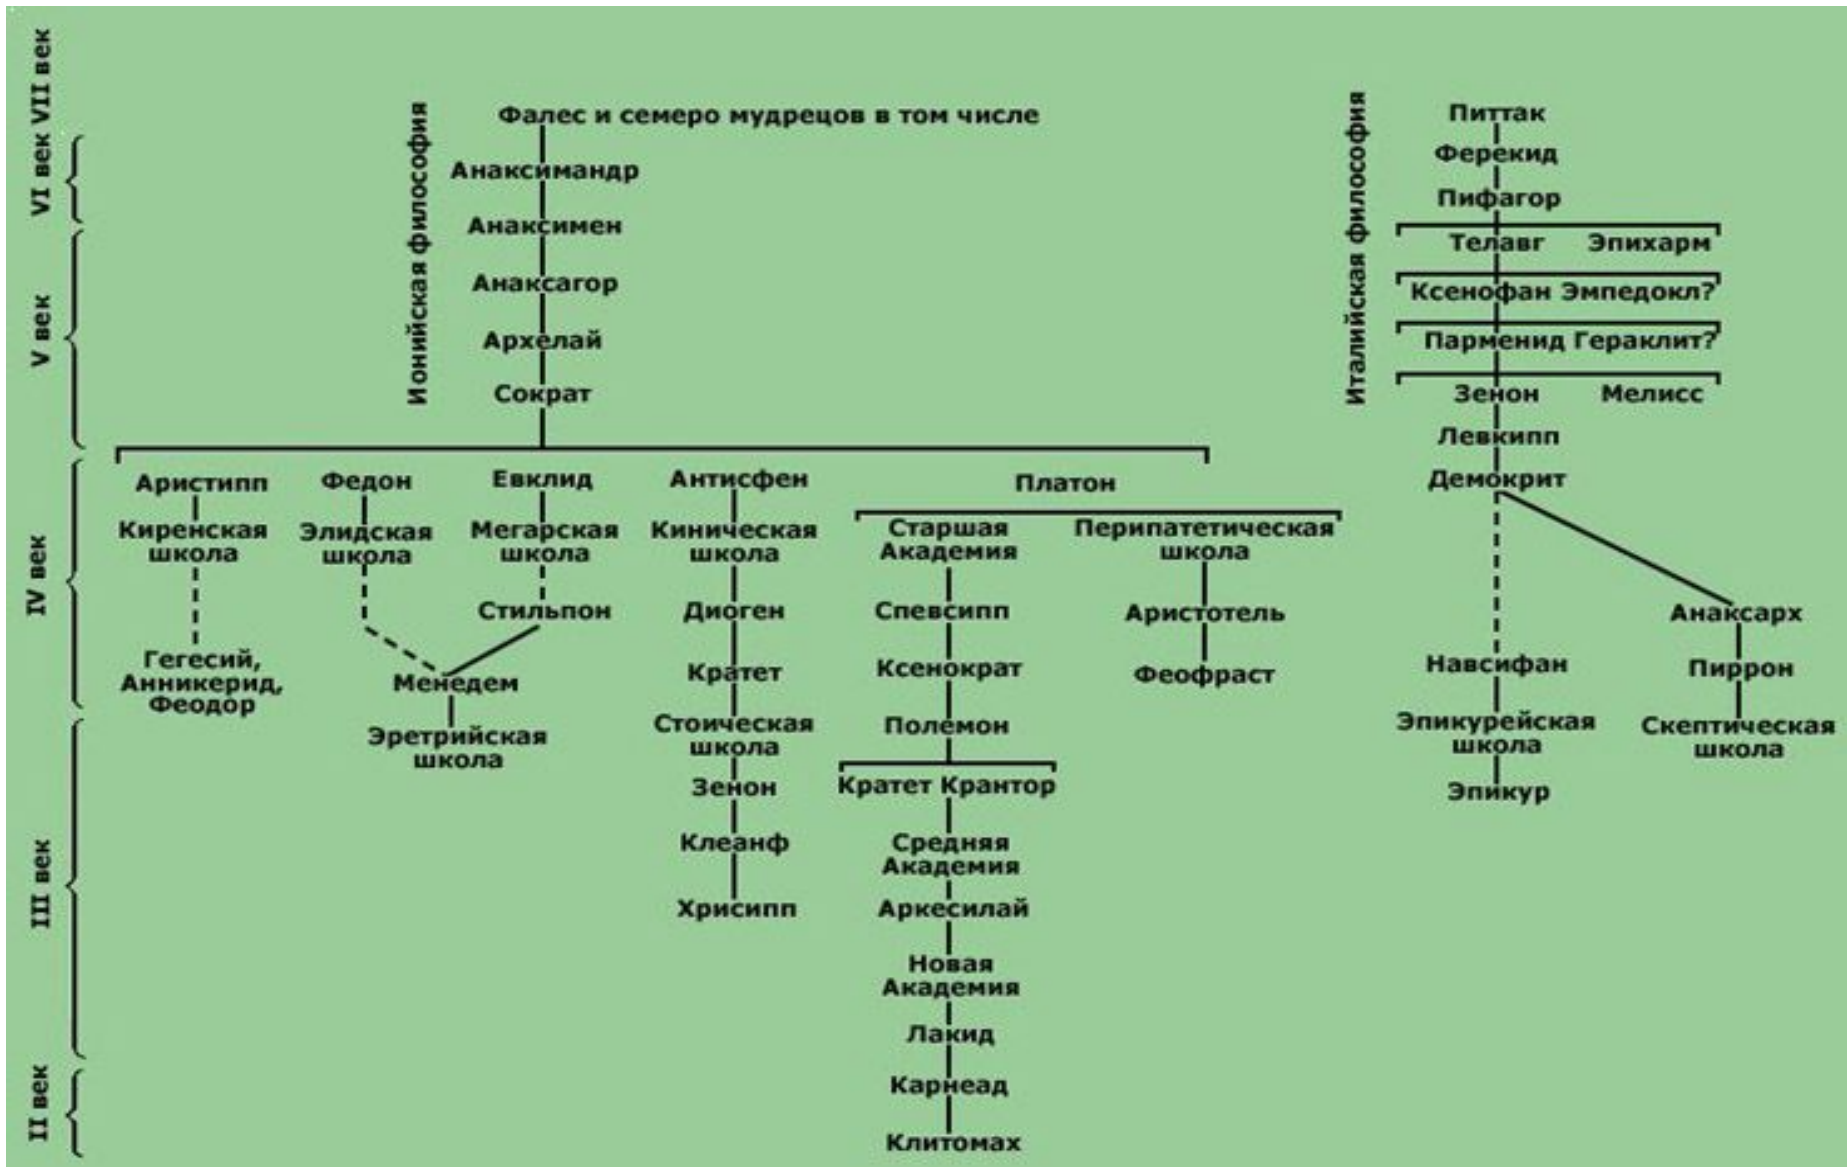 VII век
VI век
V век
IV век
III век
II век
Ионийская философия
Фалес и семеро мудрецов в том числе
Анаксимандр
Анаксимен
Анаксагор
Архелай
Сократ
Аристипп
Киренская
школа
Гегесий,
Анникерид,
Феодор
Федон
Элидская
школа
Евклид
Мегарская
школа
Стильпон
Менедем
Эретрийская
школа
Антисфен
Киническая
школа
Диоген
Кратет
Стоическая
школа
Зенон
Клеанф
Хрисипп
Платон
Старшая
Академия
Спевсипп
Ксенократ
Полемон
Кратет Крантор
Средняя
Академия
Аркесилай
Новая
Академия
Лакид
Карнеад
Клитомах
Перипатетическая
школа
Аристотель
Феофраст
Италийская философия
Питтак
Ферекид
Пифагор
Телавг Эпихарм
Ксенофан Эмпедокл?
Парменид Гераклит?
Зенон Мелисс
Левкипп
Демокрит
Навсифан
Эпикурейская
школа
Эпикур
Анаксарх
Пиррон
Скептическая
школа